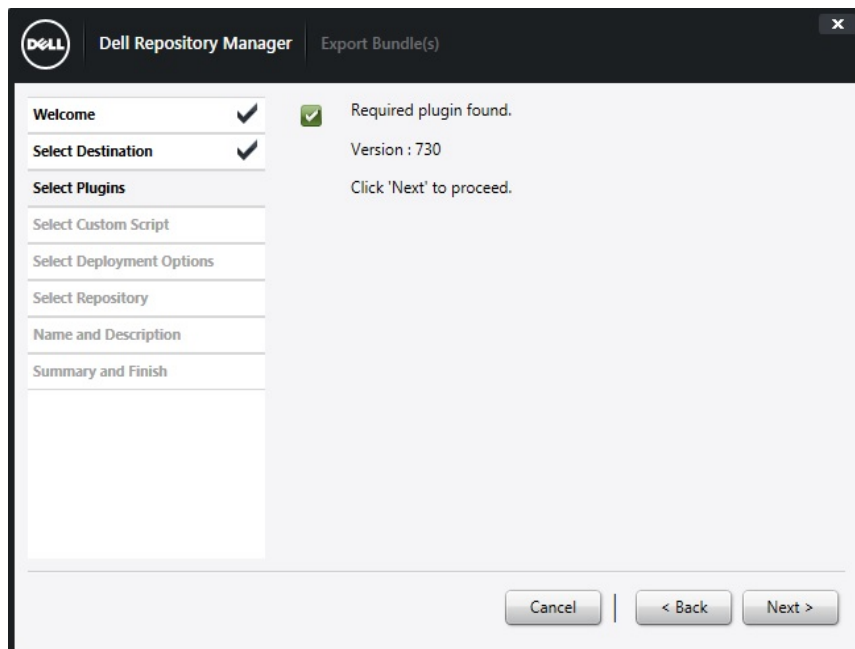 DELL
Dell Repository Manager
Export Bundle(s)
x
Welcome
Select Destination
Select Plugins
Select Custom Script
Select Deployment Options
Select Repository
Name and Description
Summary and Finish
Required plugin found.
Version : 730
Click 'Next' to proceed.
Cancel
< Back
Next >